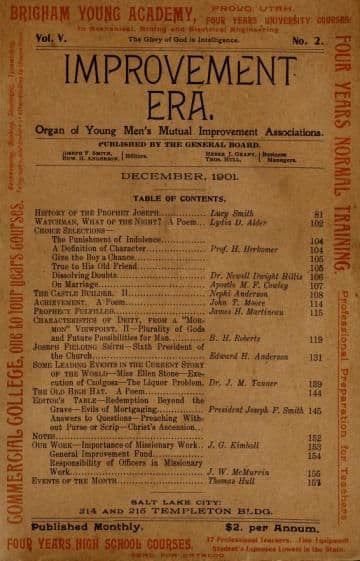 BRIGHAM YOUNG ACADEMY,
PROVO, UTAH.
FOUR YEARS UNIVERSITY COURSES
In Mechanical, Mining and Electrical Engineering
Vol. V. The Glory of God is Intelligence. No. 2.
IMPROVEMENT
ERA.
Organ of Young Men's Mutual Improvement Associations.
PUBLISHED BY THE GENERAL BOARD.
JOSEPH F. SMITH, EDW. H. ANDERSON, } Editors. HEBER J. GRANT, THOS. HULL, } Business Managers.
DECEMBER, 1901.
TABLE OF CONTENTS.
HISTORY OF THE PROPHET JOSEPH Lucy Smith 81
WATCHMAN, WHAT OF THE NIGHT? A Poem Lydia D. Alder 102
CHOICE SELECTIONS—
The Punishment of Indolence 104
A Definition of Character Prof. H. Herkomer 104
Give the Boy a Chance 105
True to His Old Friend 105
Dissolving Doubts Dr. Newell Dwight Hillis 106
On Marriage Apostle M. F. Cowley 107
THE CASTLE BUILDER. II Nephi Anderson 108
ACHIEVEMENT. A Poem John T. Moore 114
PROPHECY FULFILLED James H. Martineau 115
CHARACTERISTICS OF DEITY, FROM A "MOR-
MON" VIEWPOINT. II—Plurality of Gods
and Future Possibilities for Man B. H. Roberts 119
JOSEPH FIELDING SMITH—Sixth President of
the Church Edward H. Anderson 131
SOME LEADING EVENTS IN THE CURRENT STORY
OF THE WORLD—Miss Ellen Stone—Exe-
cution of Czolgosz—The Liquor Problem. Dr. J. M. Tanner 139
THE OLD HIGH HAT. A Poem 144
EDITOR'S TABLE—Redemption Beyond the
Grave—Evils of Mortgaging President Joseph F. Smith 145
Answers to Questions—Preaching With-
out Purse or Scrip—Christ's Ascension
NOTES 152
OUR WORK—Importance of Missionary Work J. G. Kimball 153
General Improvement Fund 154
Responsibility of Officers in Missionary
Work J. W. McMurrin 156
EVENTS OF THE MONTH Thomas Hull 157
SALT LAKE CITY:
214 AND 215 TEMPLETON BLDG.
Published Monthly. $2. per Annum.
FOUR YEARS NORMAL TRAINING
Professional Preparation for Teachers
COMMERCIAL COLLEGE,
FOUR YEARS HIGH SCHOOL COURSES.
Professional Teachers. Fine Equipment
Student's Expenses Lowest in the State.
SEND FOR CATALOG